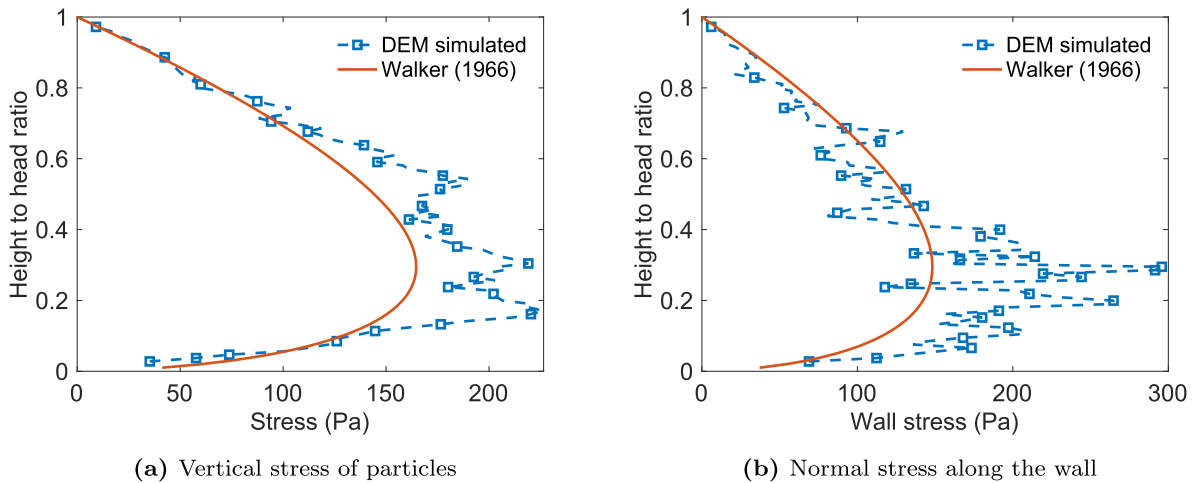 1
0.8
0.6
0.4
0.2
0
Height to head ratio
DEM simulated
Walker (1966)
0 50 100 150 200
Stress (Pa)
(a) Vertical stress of particles
1
0.8
0.6
0.4
0.2
0
Height to head ratio
DEM simulated
Walker (1966)
0 100 200 300
Wall stress (Pa)
(b) Normal stress along the wall